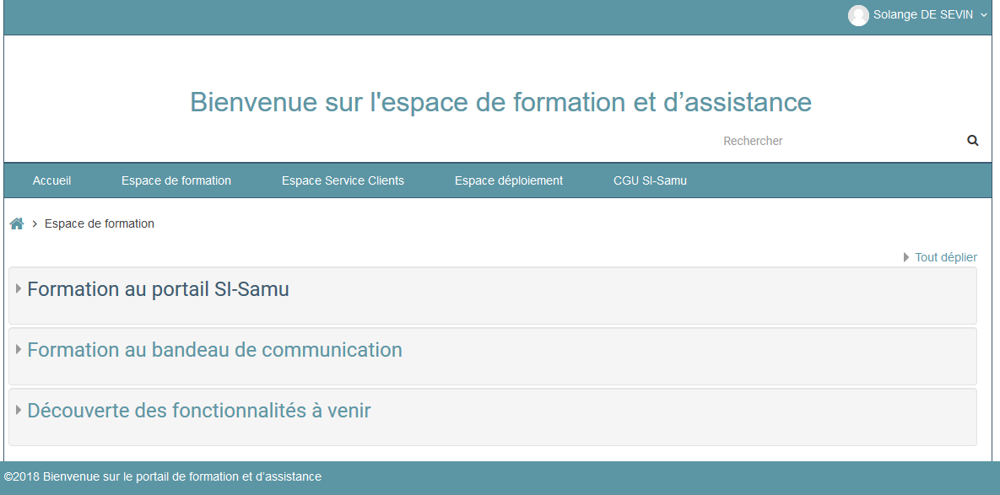 Solange DE SEVIN
Bienvenue sur l'espace de formation et d’assistance
Rechercher
Accueil Espace de formation Espace Service Clients Espace déploiement CGU SI-Samu
Espace de formation
Tout déplier
Formation au portail SI-Samu
Formation au bandeau de communication
Découverte des fonctionnalités à venir
©2018 Bienvenue sur le portail de formation et d’assistance